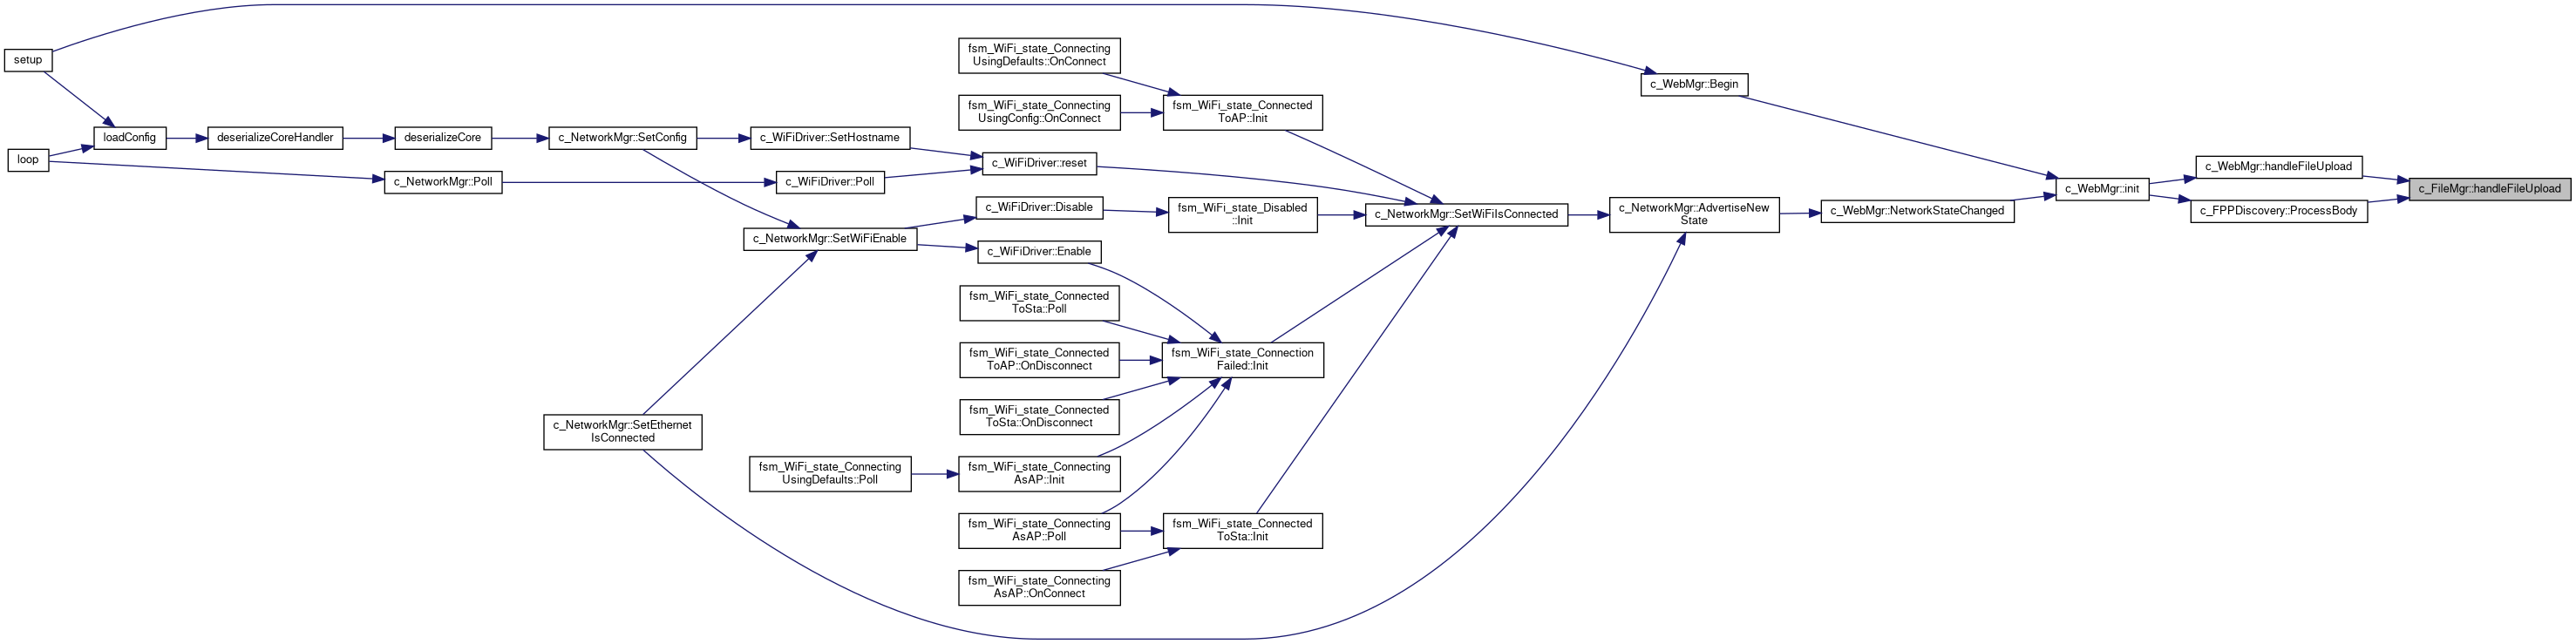 setup
loop
loadConfig
deserializeCoreHandler
deserializeCore
c_NetworkMgr::Poll
c_NetworkMgr::SetConfig
c_NetworkMgr::SetEthernet
IsConnected
c_WiFiDriver::SetHostname
c_WiFiDriver::Poll
c_NetworkMgr::SetWiFiEnable
fsm_WiFi_state_Connecting
UsingDefaults::Poll
fsm_WiFi_state_Connecting
UsingDefaults::OnConnect
fsm_WiFi_state_Connecting
UsingConfig::OnConnect
c_WiFiDriver::reset
c_WiFiDriver::Disable
c_WiFiDriver::Enable
fsm_WiFi_state_Connected
ToSta::Poll
fsm_WiFi_state_Connected
ToAP::OnDisconnect
fsm_WiFi_state_Connected
ToSta::OnDisconnect
fsm_WiFi_state_Connecting
AsAP::Init
fsm_WiFi_state_Connecting
AsAP::Poll
fsm_WiFi_state_Connecting
AsAP::OnConnect
fsm_WiFi_state_Connected
ToAP::Init
fsm_WiFi_state_Disabled
::Init
fsm_WiFi_state_Connection
Failed::Init
fsm_WiFi_state_Connected
ToSta::Init
c_NetworkMgr::SetWiFiIsConnected
c_WebMgr::Begin
c_NetworkMgr::AdvertiseNew
State
c_WebMgr::NetworkStateChanged
c_WebMgr::init
c_WebMgr::handleFileUpload
c_FPPDiscovery::ProcessBody
c_FileMgr::handleFileUpload